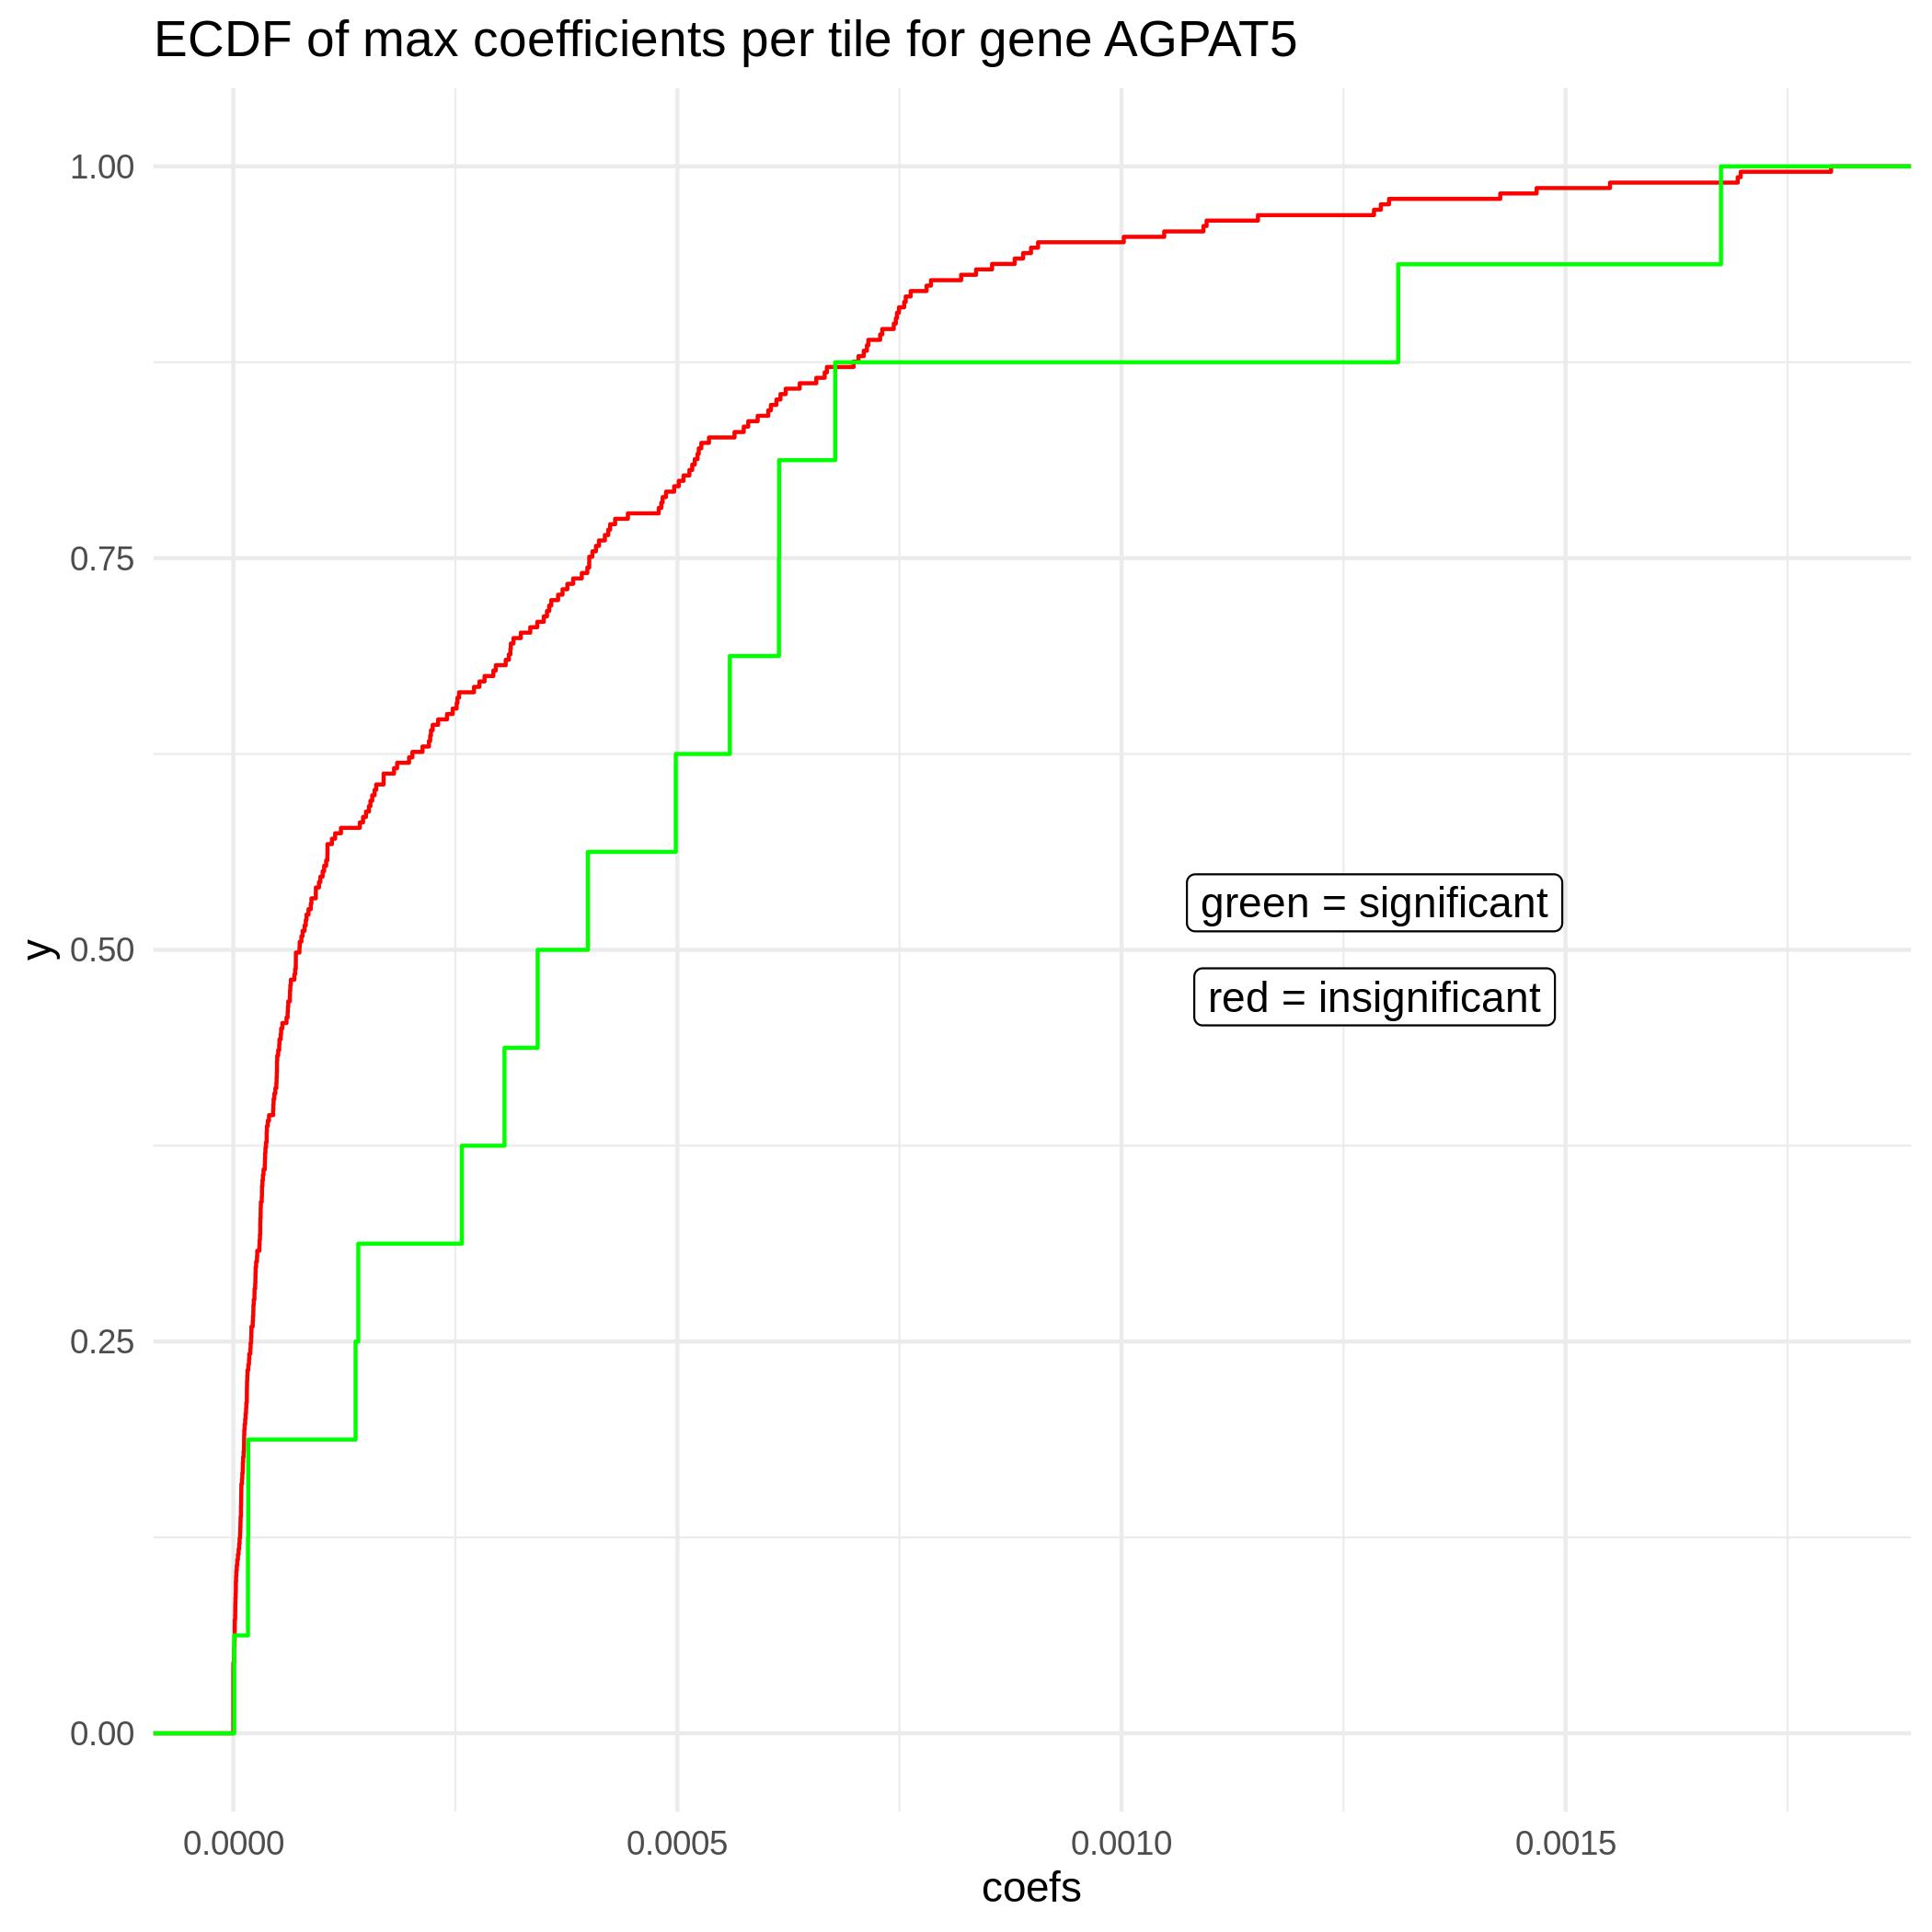 ECDF of max coefficients per tile for gene AGPAT5
1.00
0.75
0.50
0.25
0.00
y
green = significant
red = insignificant
0.0000
0.0005
0.0010
0.0015
coefs